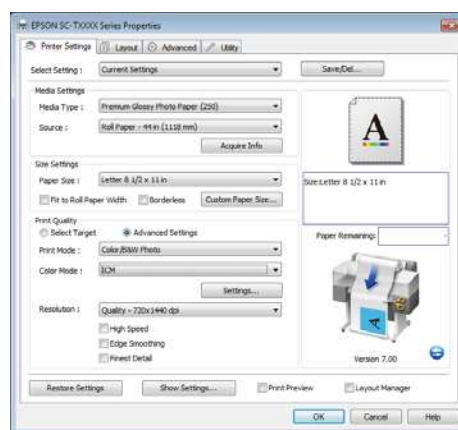 EPSON SC-TXXXX Series Properties
Printer Settings Layout Advanced Utility
Select Setting : Current Settings Save/Del...
Media Settings
Media Type : Premium Glossy Photo Paper (250)
Source : Roll Paper - 44 in (1118 mm)
Acquire Info
A
Size Settings
Paper Size : Letter 8 1/2 x 11 in
Size:Letter 8 1/2 x 11 in
Fit to Roll Paper Width Borderless Custom Paper Size...
Print Quality
Select Target Advanced Settings
Paper Remaining:
Print Mode : Color/B&W Photo
Color Mode : ICM
Settings...
Resolution : Quality - 720x1440 dpi
High Speed
Edge Smoothing
Finest Detail
A
Version 7.00
Restore Settings Show Settings... Print Preview Layout Manager
OK Cancel Help